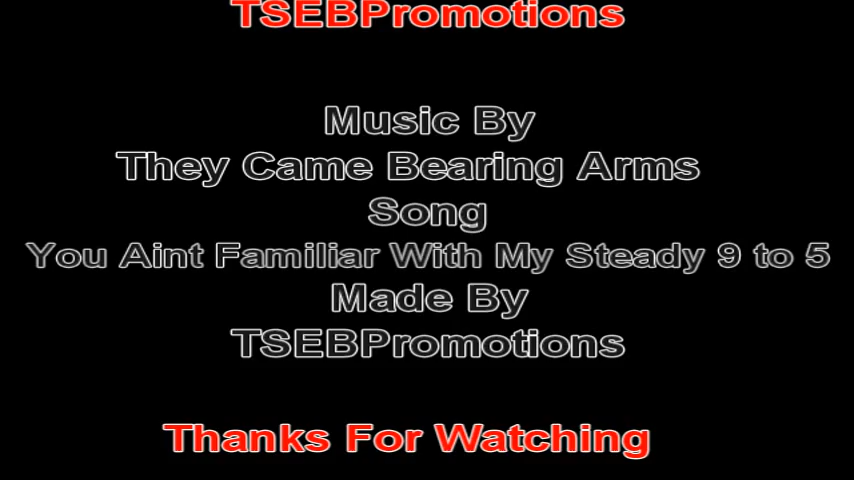 TSEBPromotions
Music By
They Came Bearing Arms
Song
You Aint Familiar With My Steady 9 to 5
Made By
TSEBPromotions
Thanks For Watching